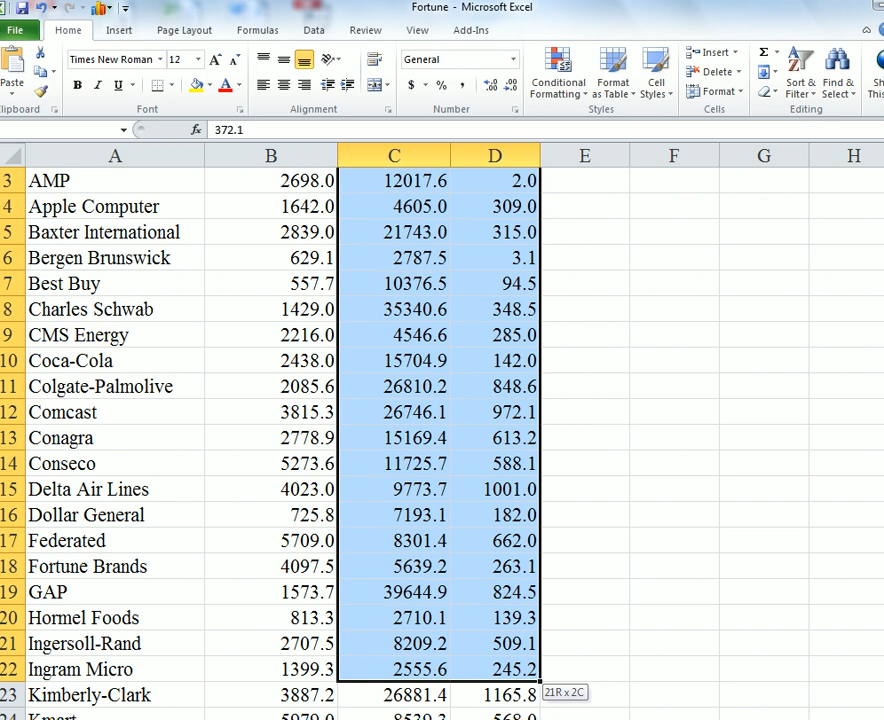 Fortune - Microsoft Excel
File Home Insert Page Layout Formulas Data Review View Add-Ins
Times New Roman 12 A A General Conditional Formatting Format as Table Cell Styles Insert Delete Format Σ Sort & Filter Find & Select
Paste B I U A $ % ,
Clipboard Font Alignment Number Styles Cells Editing
fx 372.1
A B C D E F G H
3 AMP 2698.0 12017.6 2.0
4 Apple Computer 1642.0 4605.0 309.0
5 Baxter International 2839.0 21743.0 315.0
6 Bergen Brunswick 629.1 2787.5 3.1
7 Best Buy 557.7 10376.5 94.5
8 Charles Schwab 1429.0 35340.6 348.5
9 CMS Energy 2216.0 4546.6 285.0
10 Coca-Cola 2438.0 15704.9 142.0
11 Colgate-Palmolive 2085.6 26810.2 848.6
12 Comcast 3815.3 26746.1 972.1
13 Conagra 2778.9 15169.4 613.2
14 Conseco 5273.6 11725.7 588.1
15 Delta Air Lines 4023.0 9773.7 1001.0
16 Dollar General 725.8 7193.1 182.0
17 Federated 5709.0 8301.4 662.0
18 Fortune Brands 4097.5 5639.2 263.1
19 GAP 1573.7 39644.9 824.5
20 Hormel Foods 813.3 2710.1 139.3
21 Ingersoll-Rand 2707.5 8209.2 509.1
22 Ingram Micro 1399.3 2555.6 245.2
23 Kimberly-Clark 3887.2 26881.4 1165.8 21R x 2C